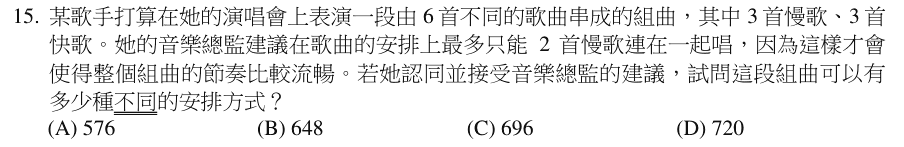 15. 某歌手打算在她的演唱會上表演一段由 6 首不同的歌曲串成的組曲，其中 3 首慢歌、3 首
快歌。她的音樂總監建議在歌曲的安排上最多只能 2 首慢歌連在一起唱，因為這樣才會
使得整個組曲的節奏比較流暢。若她認同並接受音樂總監的建議，試問這段組曲可以有
多少種不同的安排方式？
(A) 576 (B) 648 (C) 696 (D) 720